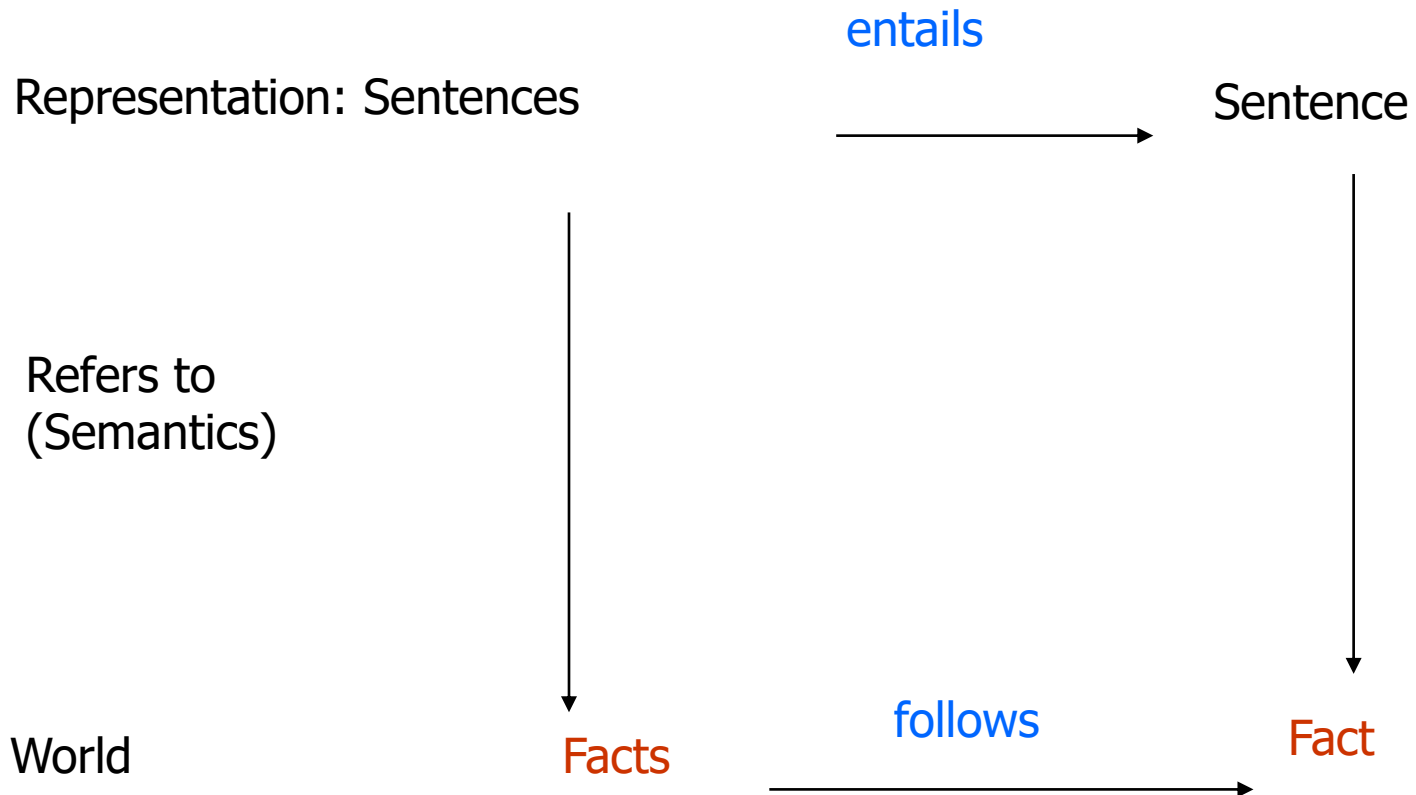 entails
Representation: Sentences
Sentence
Refers to
(Semantics)
follows
World
Facts
Fact